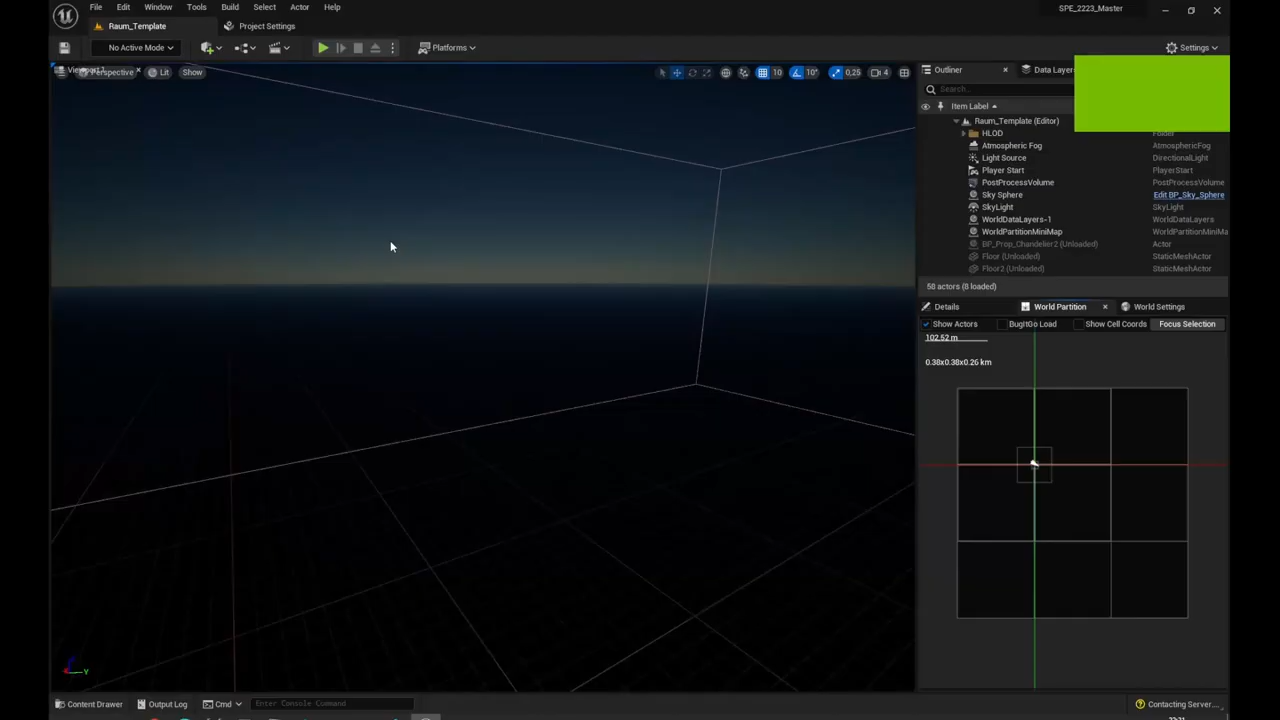 File Edit Window Tools Build Select Actor Help
SPE_2223_Master
Raum_Template
Project Settings
No Active Mode
Platforms
Settings
Perspective
Lit
Show
10
10°
0,25
4
Outliner
Data Layers
Search...
Item Label
Raum_Template (Editor)
HLOD Folder
Atmospheric Fog AtmosphericFog
Light Source DirectionalLight
Player Start PlayerStart
PostProcessVolume PostProcessVolume
Sky Sphere Edit BP_Sky_Sphere
SkyLight SkyLight
WorldDataLayers-1 WorldDataLayers
WorldPartitionMiniMap WorldPartitionMiniMa
BP_Prop_Chandelier2 (Unloaded) Actor
Floor (Unloaded) StaticMeshActor
Floor2 (Unloaded) StaticMeshActor
58 actors (8 loaded)
Details
World Partition
World Settings
Show Actors
BugItGo Load
Show Cell Coords
Focus Selection
102.52 m
0.38x0.38x0.26 km
Y
Content Drawer
Output Log
Cmd
Enter Console Command
Contacting Server...